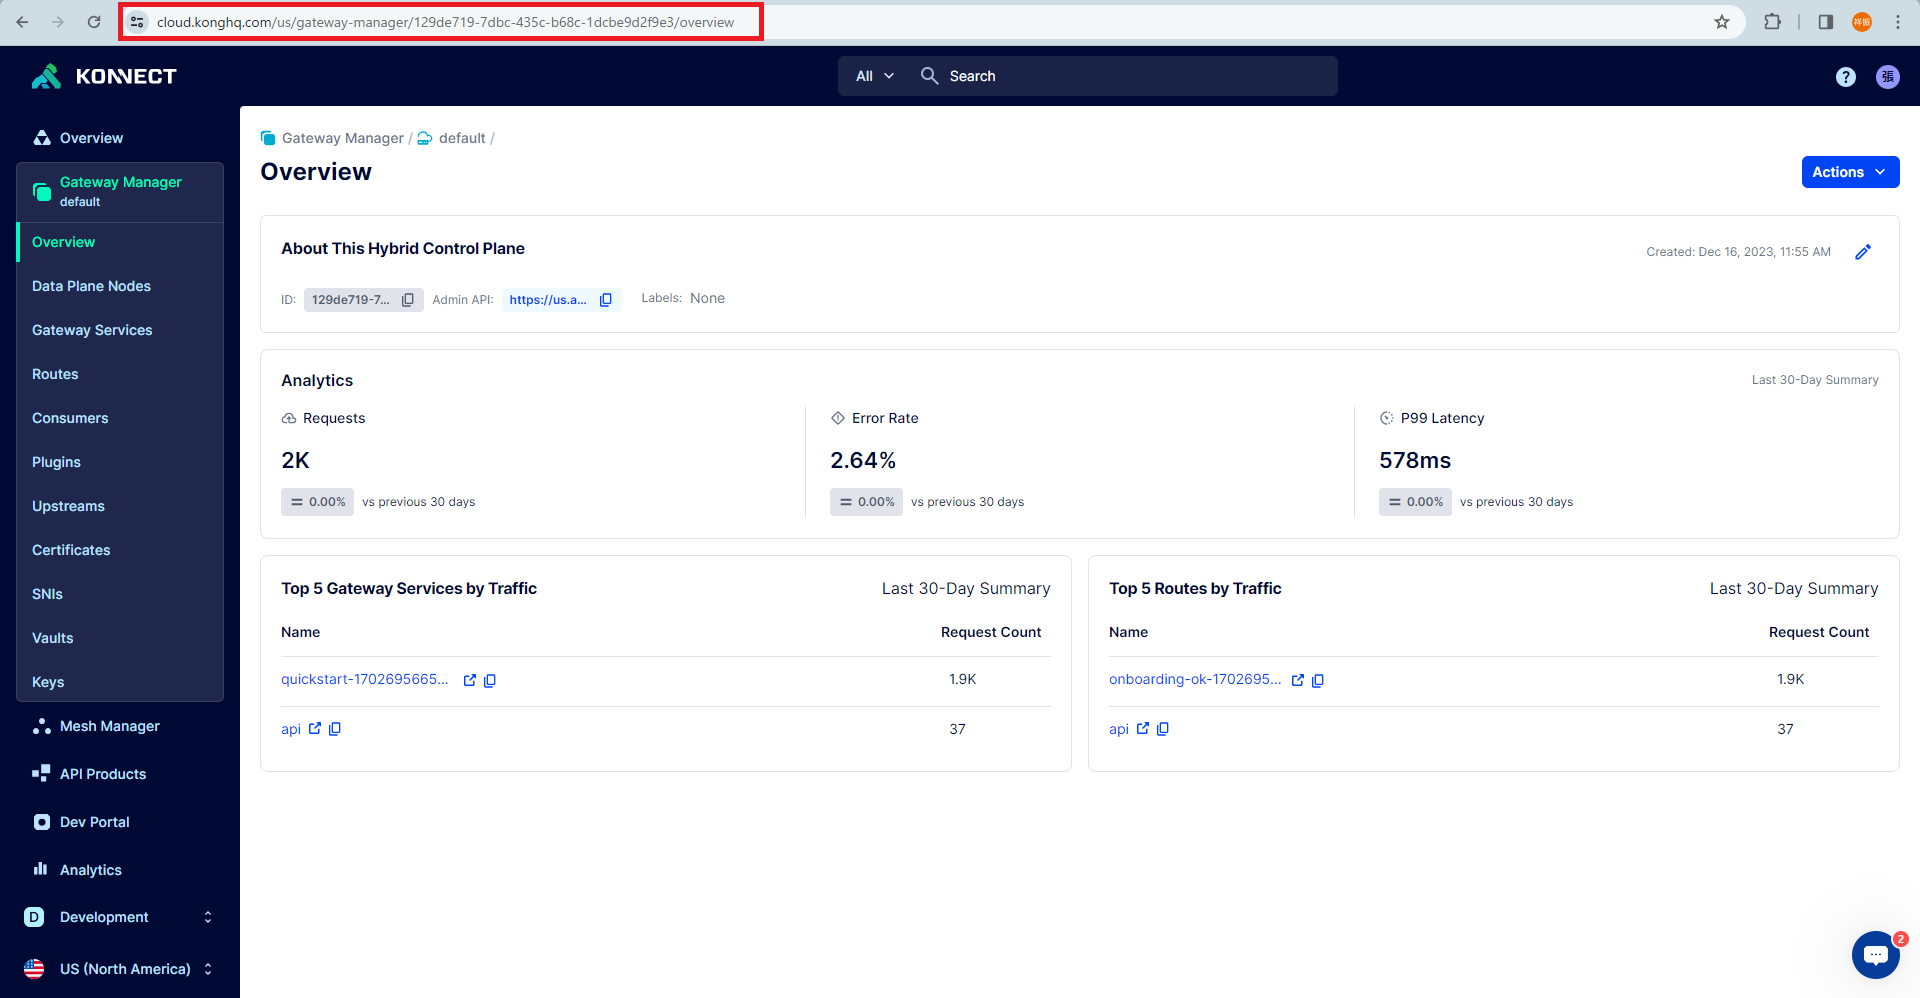 cloud.konghq.com/us/gateway-manager/129de719-7dbc-435c-b68c-1dcbe9d2f9e3/overview
祥振
KONNECT
All
Search
?
張
Overview
Gateway Manager
default
Overview
Data Plane Nodes
Gateway Services
Routes
Consumers
Plugins
Upstreams
Certificates
SNIs
Vaults
Keys
Mesh Manager
API Products
Dev Portal
Analytics
D Development
US (North America)
Gateway Manager / default /
Overview
Actions
About This Hybrid Control Plane
Created: Dec 16, 2023, 11:55 AM
ID: 129de719-7... Admin API: https://us.a... Labels: None
Analytics
Last 30-Day Summary
Requests
2K
= 0.00% vs previous 30 days
Error Rate
2.64%
= 0.00% vs previous 30 days
P99 Latency
578ms
= 0.00% vs previous 30 days
Top 5 Gateway Services by Traffic
Last 30-Day Summary
Name Request Count
quickstart-1702695665... 1.9K
api 37
Top 5 Routes by Traffic
Last 30-Day Summary
Name Request Count
onboarding-ok-1702695... 1.9K
api 37
2